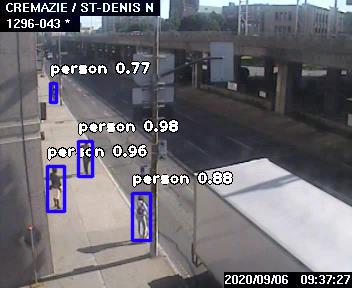 CREMAZIE / ST-DENIS N
1296-043 *
person 0.77
person 0.98
person 0.96
person 0.88
2020/09/06 09:37:27